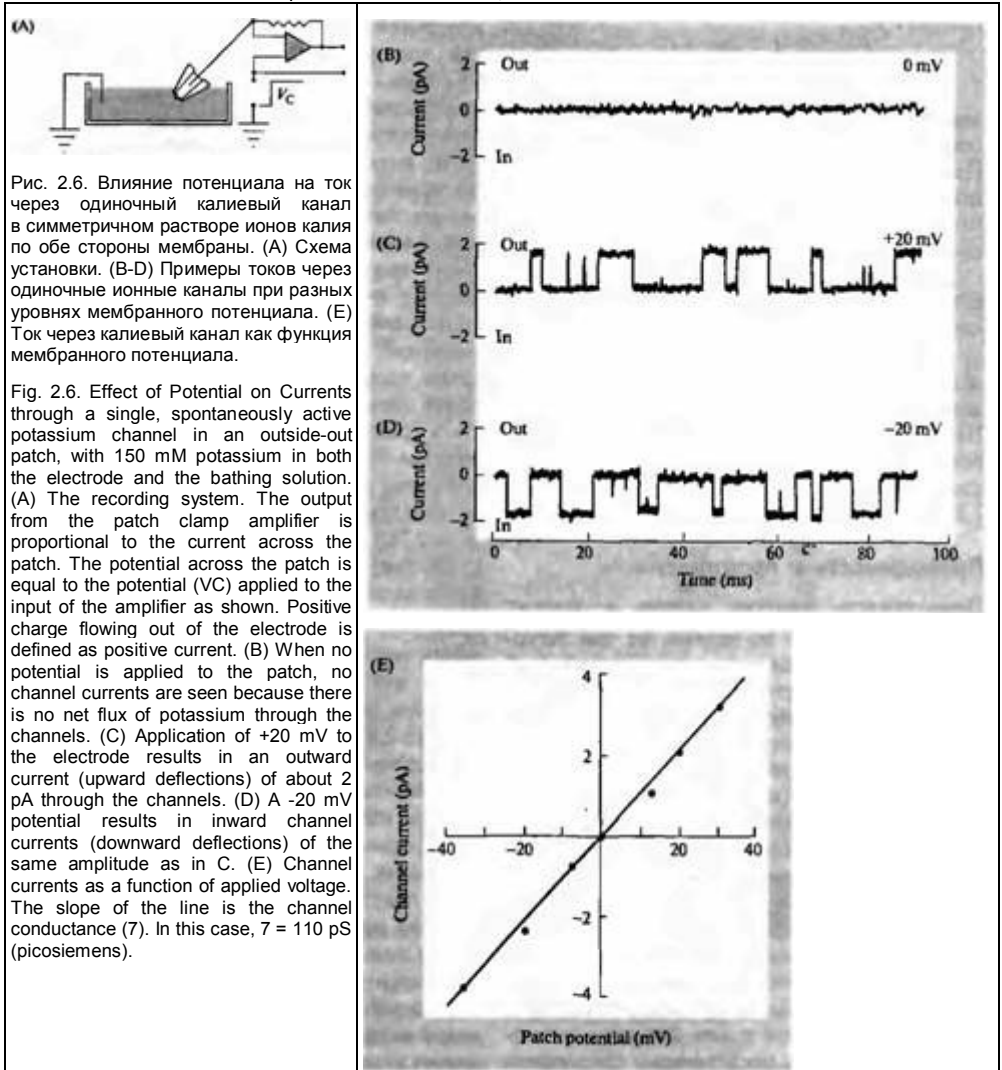 (A)
VC
Рис. 2.6. Влияние потенциала на ток
через одиночный калиевый канал
в симметричном растворе ионов калия
по обе стороны мембраны. (А) Схема
установки. (B-D) Примеры токов через
одиночные ионные каналы при разных
уровнях мембранного потенциала. (E)
Ток через калиевый канал как функция
мембранного потенциала.
Fig. 2.6. Effect of Potential on Currents
through a single, spontaneously active
potassium channel in an outside-out
patch, with 150 mM potassium in both
the electrode and the bathing solution.
(A) The recording system. The output
from the patch clamp amplifier is
proportional to the current across the
patch. The potential across the patch is
equal to the potential (VC) applied to the
input of the amplifier as shown. Positive
charge flowing out of the electrode is
defined as positive current. (B) When no
potential is applied to the patch, no
channel currents are seen because there
is no net flux of potassium through the
channels. (C) Application of +20 mV to
the electrode results in an outward
current (upward deflections) of about 2
pA through the channels. (D) A -20 mV
potential results in inward channel
currents (downward deflections) of the
same amplitude as in C. (E) Channel
currents as a function of applied voltage.
The slope of the line is the channel
conductance (7). In this case, 7 = 110 pS
(picosiemens).
(B)
Current (pA)
2 Out 0 mV
0
−2 In
(C)
Current (pA)
2 Out +20 mV
0
−2 In
(D)
Current (pA)
2 Out −20 mV
0
−2 In
0 20 40 60 80 100
Time (ms)
(E)
Channel current (pA)
4
2
−40 −20 0 20 40
−2
−4
Patch potential (mV)